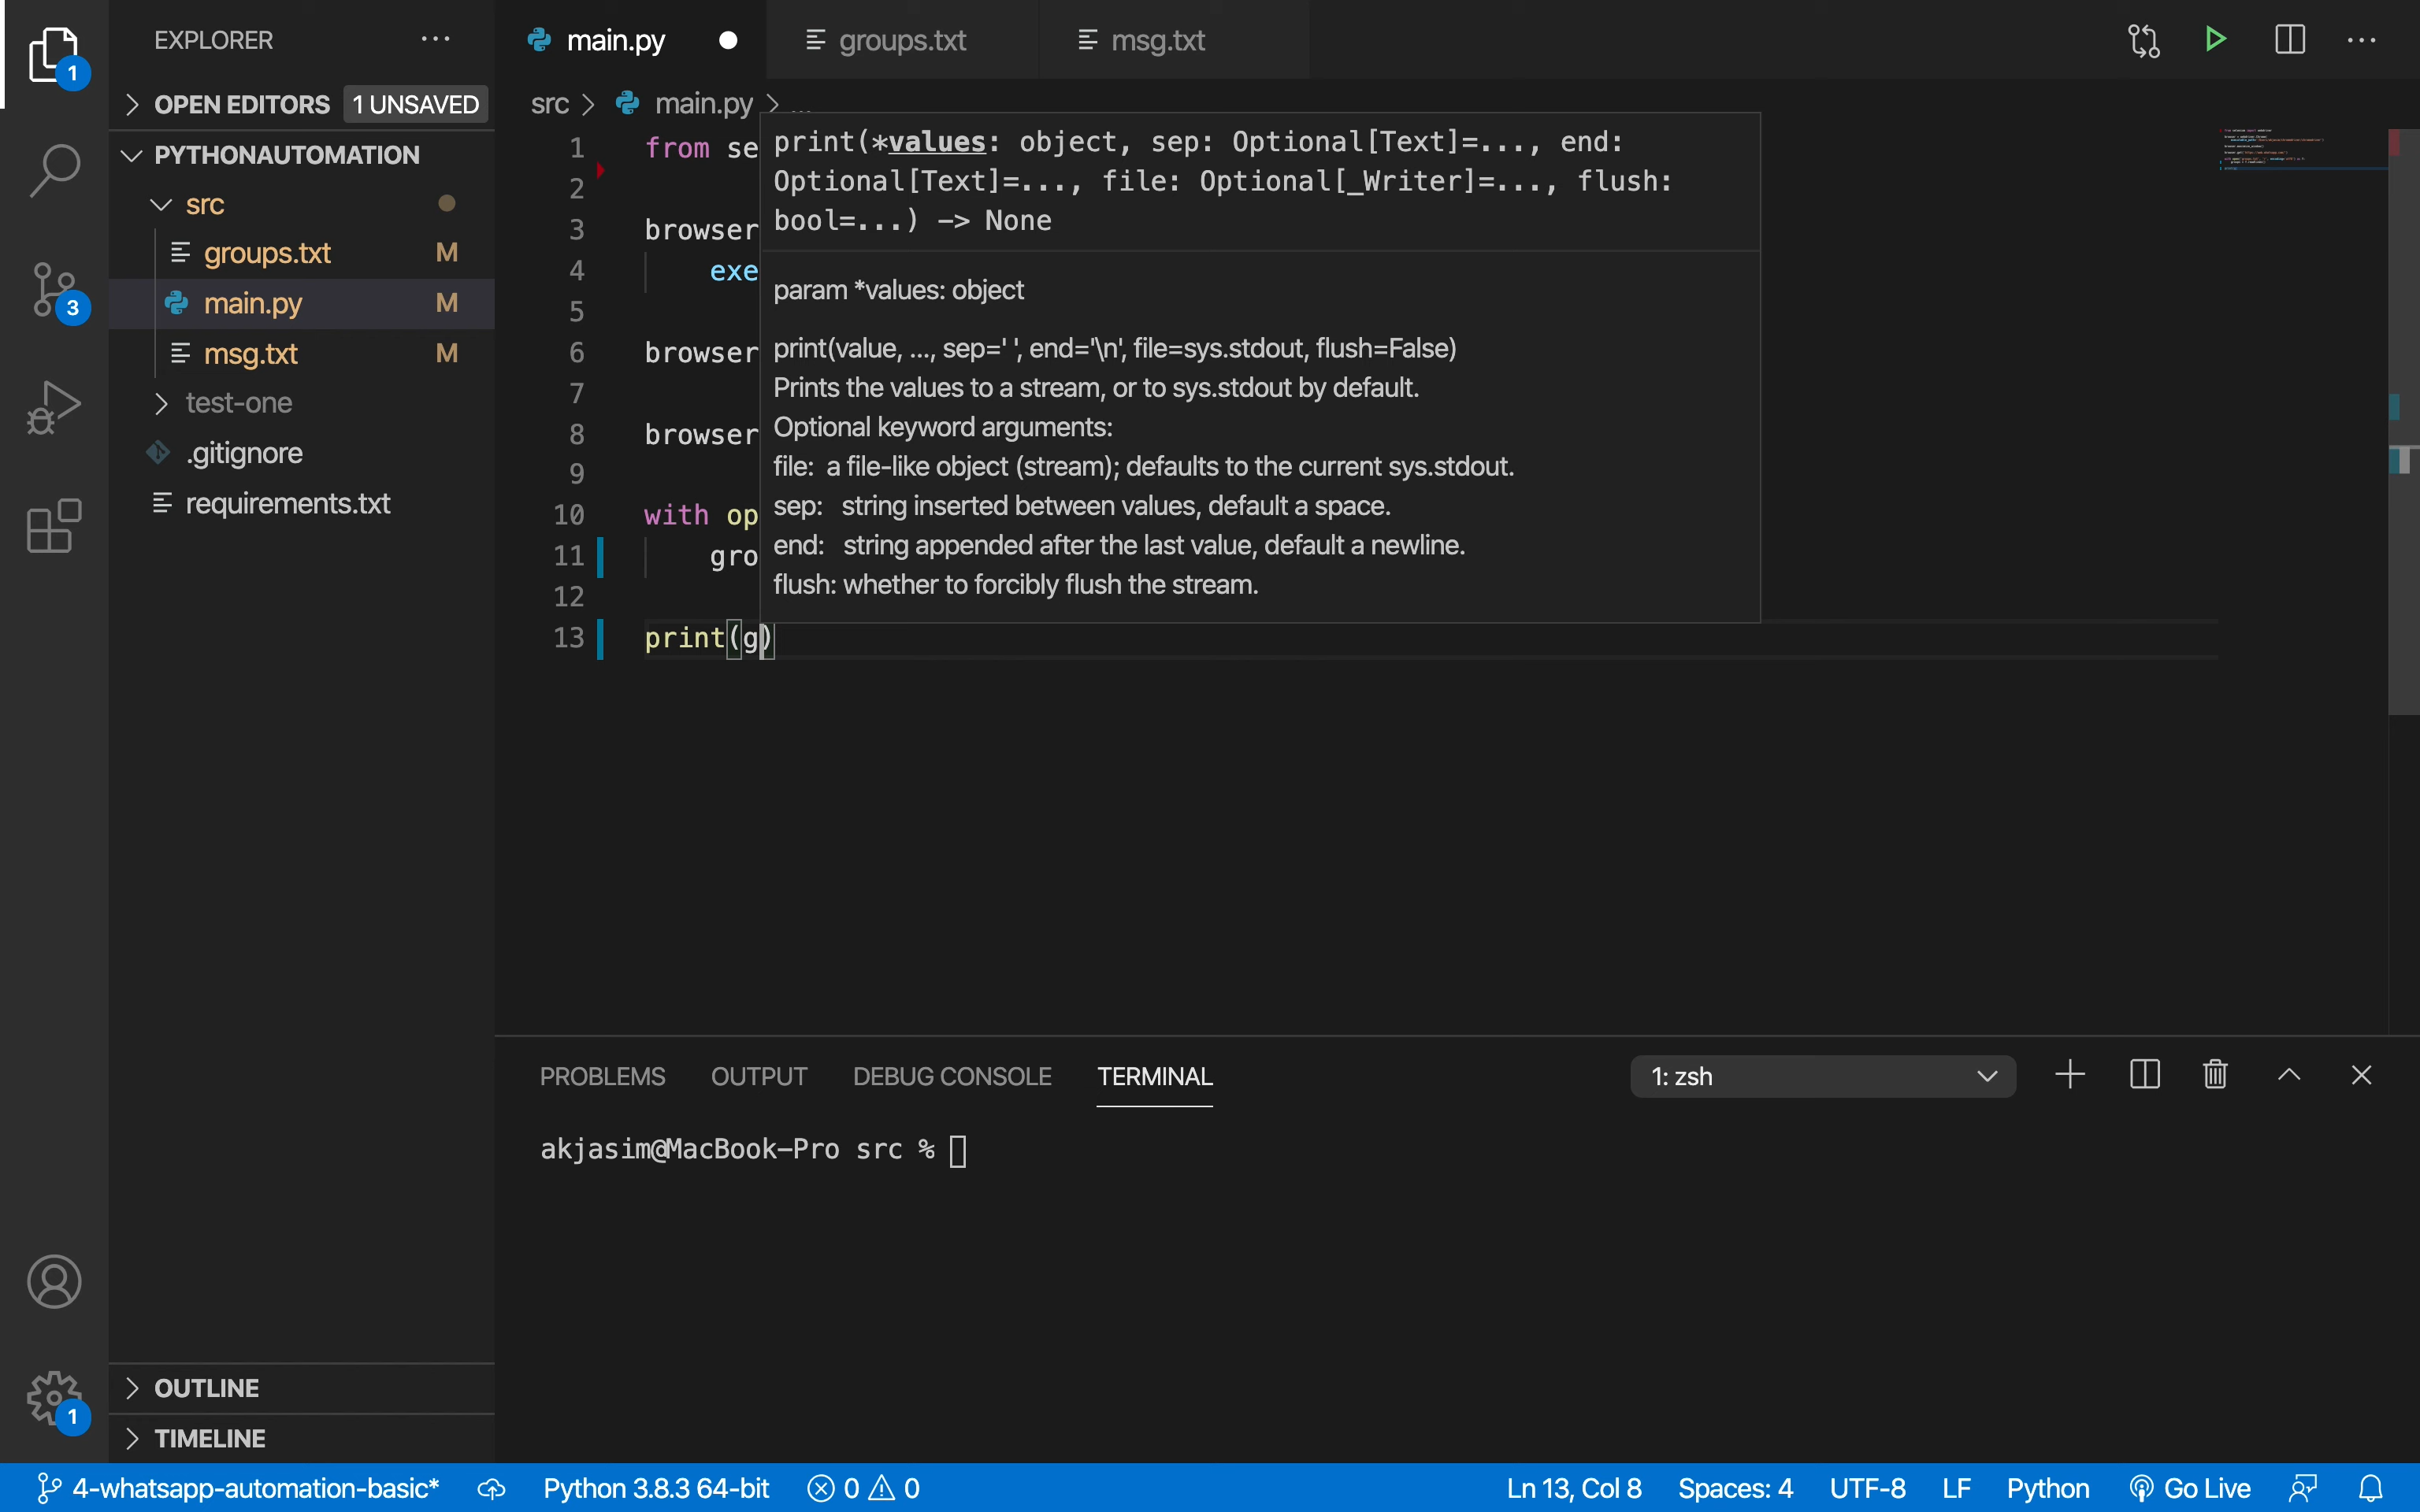 EXPLORER
1
OPEN EDITORS 1 UNSAVED
PYTHONAUTOMATION
src
groups.txt M
main.py M
msg.txt M
test-one
.gitignore
requirements.txt
3
OUTLINE
TIMELINE
1
main.py
groups.txt
msg.txt
src > main.py > ...
1 from se
2
3 browser
4 exe
5
6 browser
7
8 browser
9
10 with op
11 gro
12
13 print(g)
print(*values: object, sep: Optional[Text]=..., end:
Optional[Text]=..., file: Optional[_Writer]=..., flush:
bool=...) -> None
param *values: object
print(value, ..., sep=' ', end='\n', file=sys.stdout, flush=False)
Prints the values to a stream, or to sys.stdout by default.
Optional keyword arguments:
file: a file-like object (stream); defaults to the current sys.stdout.
sep: string inserted between values, default a space.
end: string appended after the last value, default a newline.
flush: whether to forcibly flush the stream.
PROBLEMS OUTPUT DEBUG CONSOLE TERMINAL
1: zsh
akjasim@MacBook-Pro src %
4-whatsapp-automation-basic* Python 3.8.3 64-bit 0 0
Ln 13, Col 8 Spaces: 4 UTF-8 LF Python Go Live